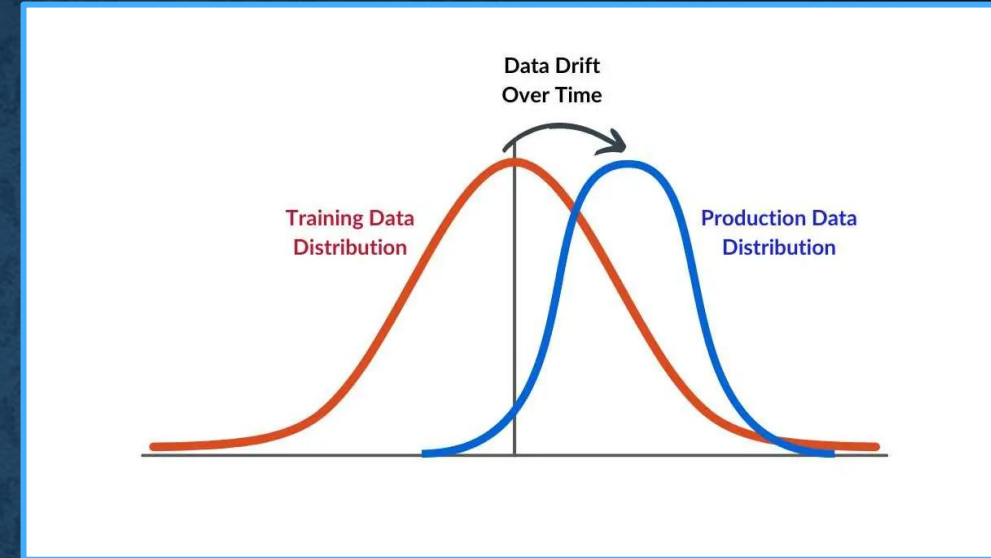 Data Drift
Over Time
Training Data
Distribution
Production Data
Distribution